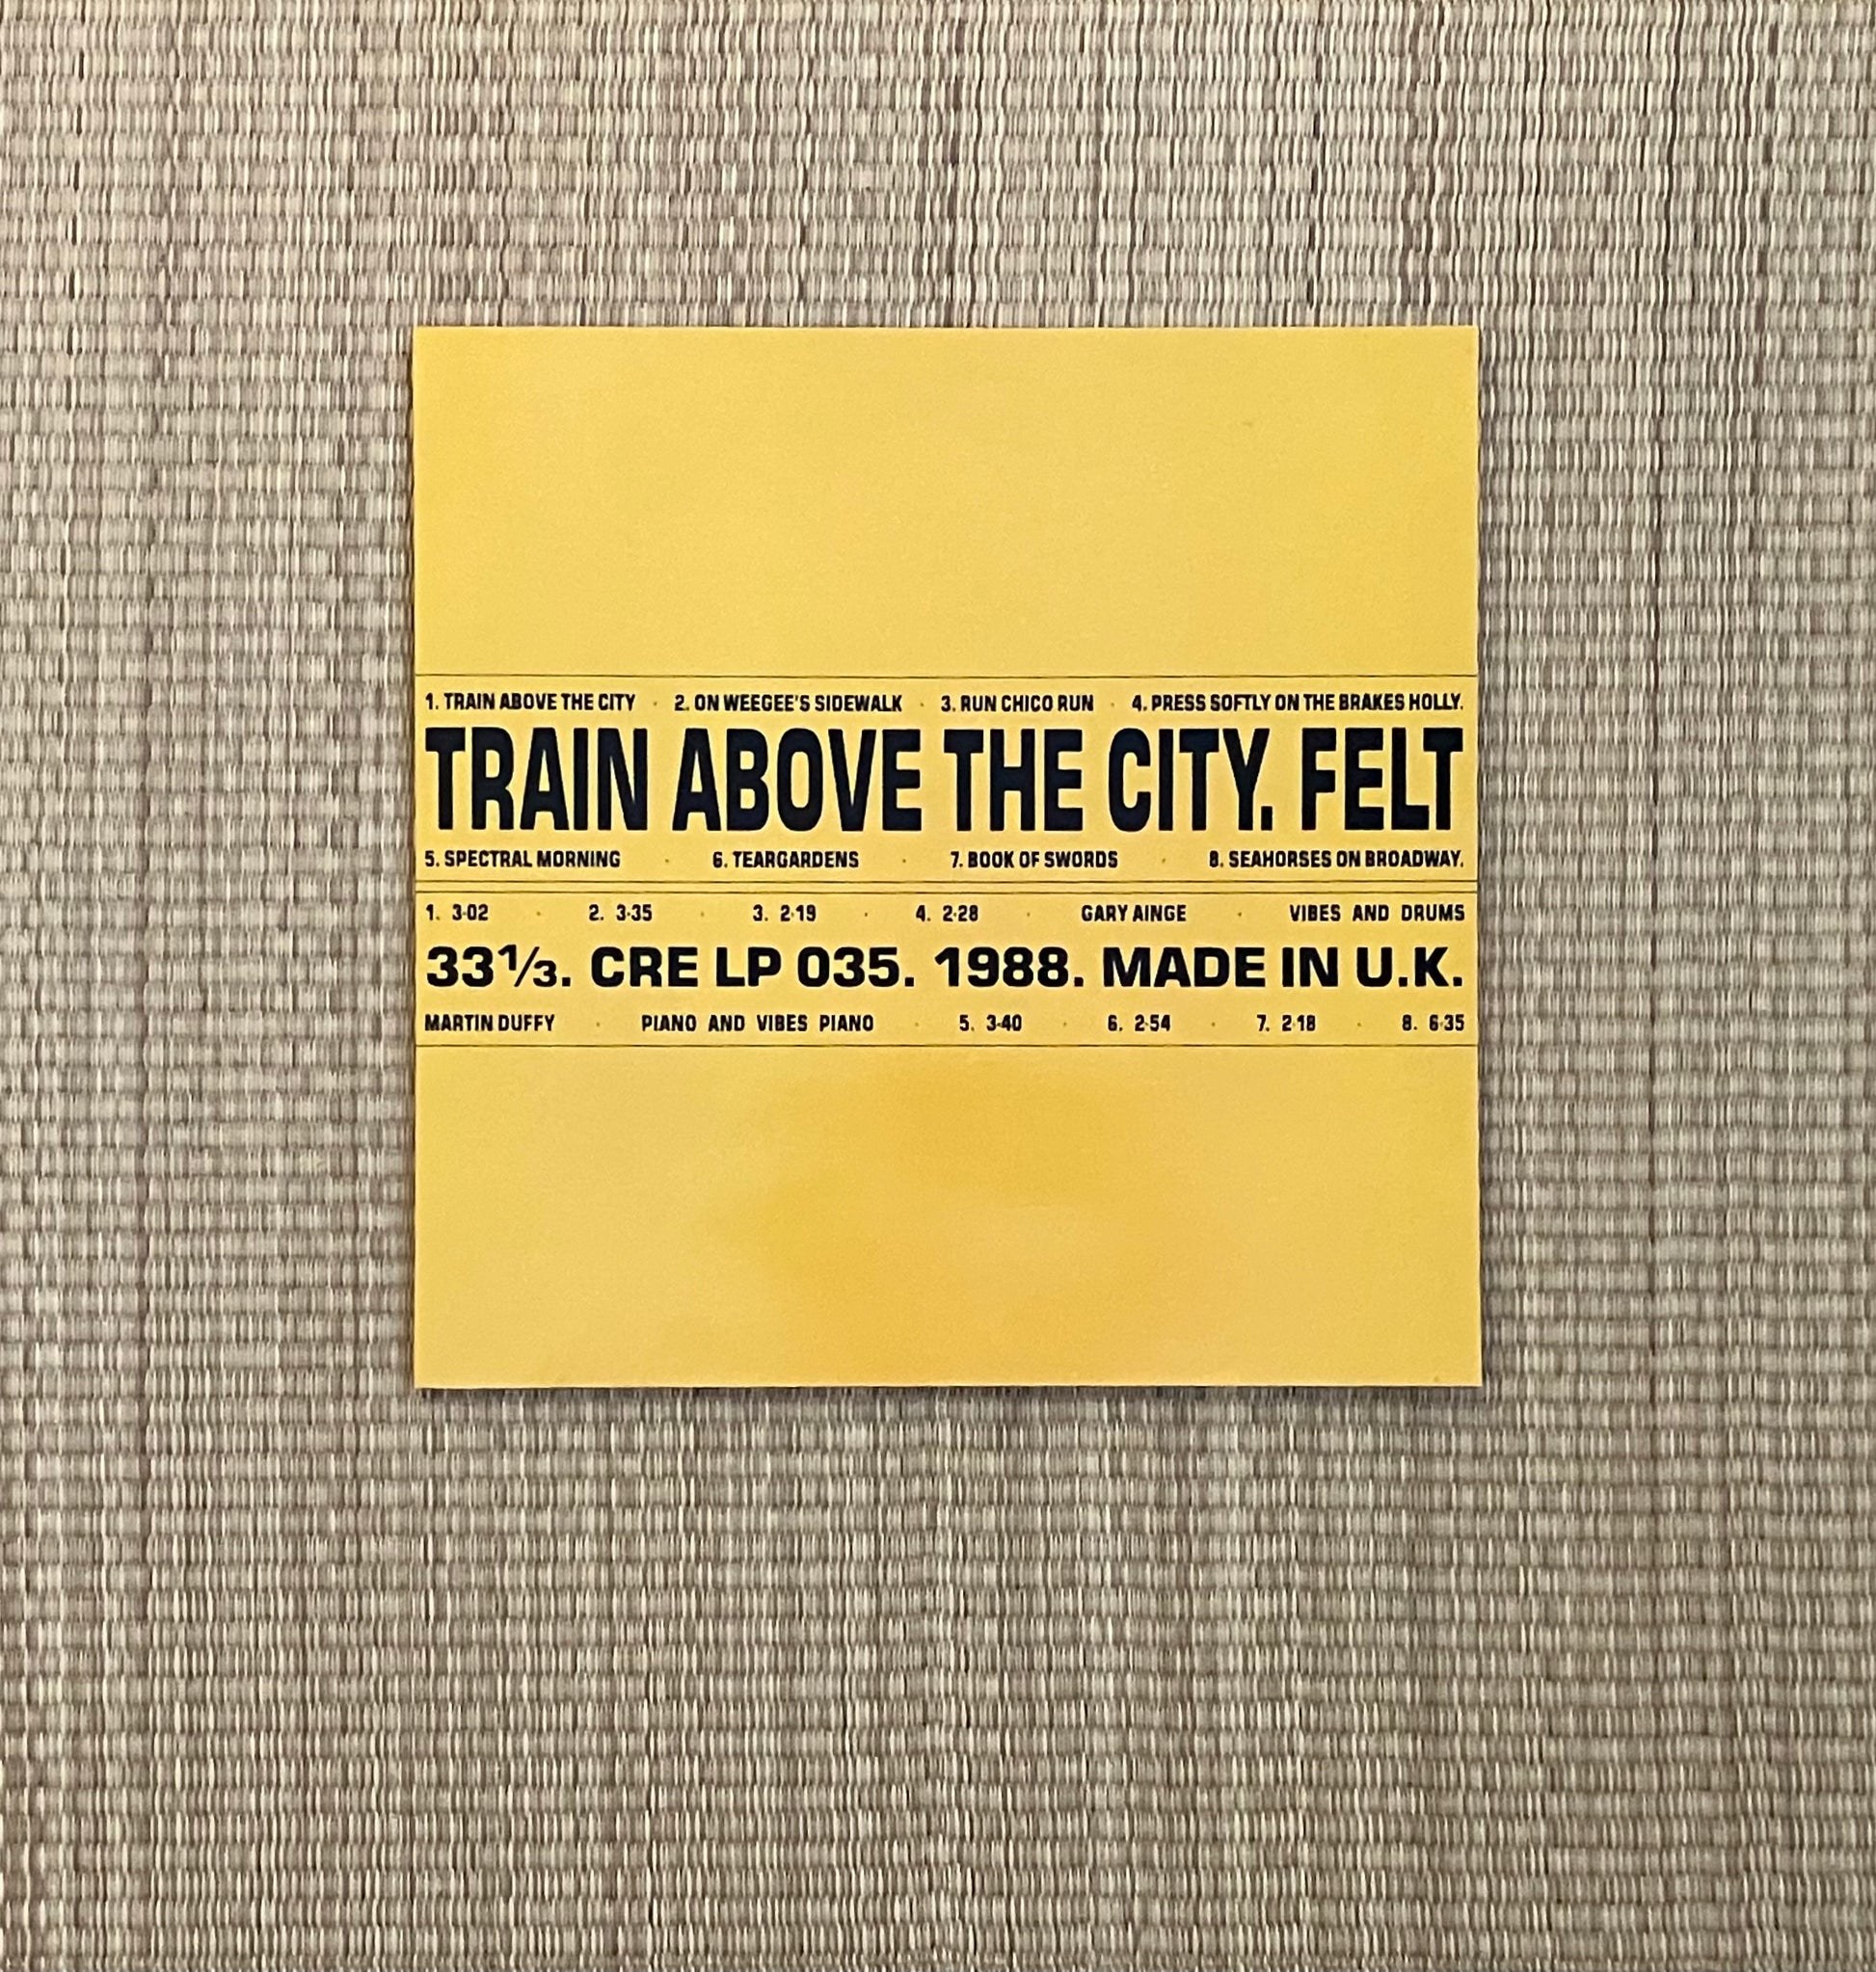 1. TRAIN ABOVE THE CITY · 2. ON WEEGEE'S SIDEWALK · 3. RUN CHICO RUN · 4. PRESS SOFTLY ON THE BRAKES HOLLY.
TRAIN ABOVE THE CITY. FELT
5. SPECTRAL MORNING · 6. TEARGARDENS · 7. BOOK OF SWORDS · 8. SEAHORSES ON BROADWAY.
1. 3·02 · 2. 3·35 · 3. 2·19 · 4. 2·28 · GARY AINGE · VIBES AND DRUMS
33⅓. CRE LP 035. 1988. MADE IN U.K.
MARTIN DUFFY · PIANO AND VIBES PIANO · 5. 3·40 · 6. 2·54 · 7. 2·18 · 8. 6·35